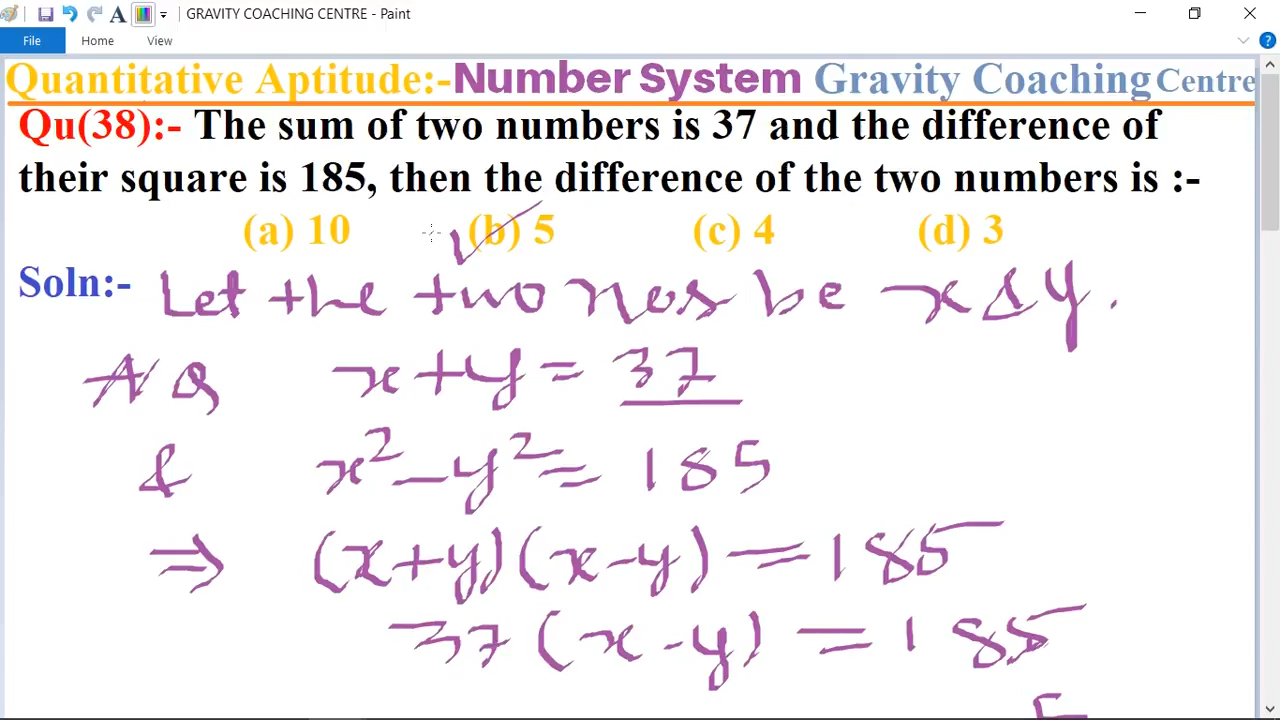 GRAVITY COACHING CENTRE - Paint
File Home View
Quantitative Aptitude:-Number System Gravity Coaching Centre
Qu(38):- The sum of two numbers is 37 and the difference of
their square is 185, then the difference of the two numbers is :-
(a) 10 (b) 5 (c) 4 (d) 3
Soln:- Let the two nos be x & y.
A Q x+y = 37
& x² - y² = 185
⇒ (x+y)(x-y) = 185
37(x-y) = 185